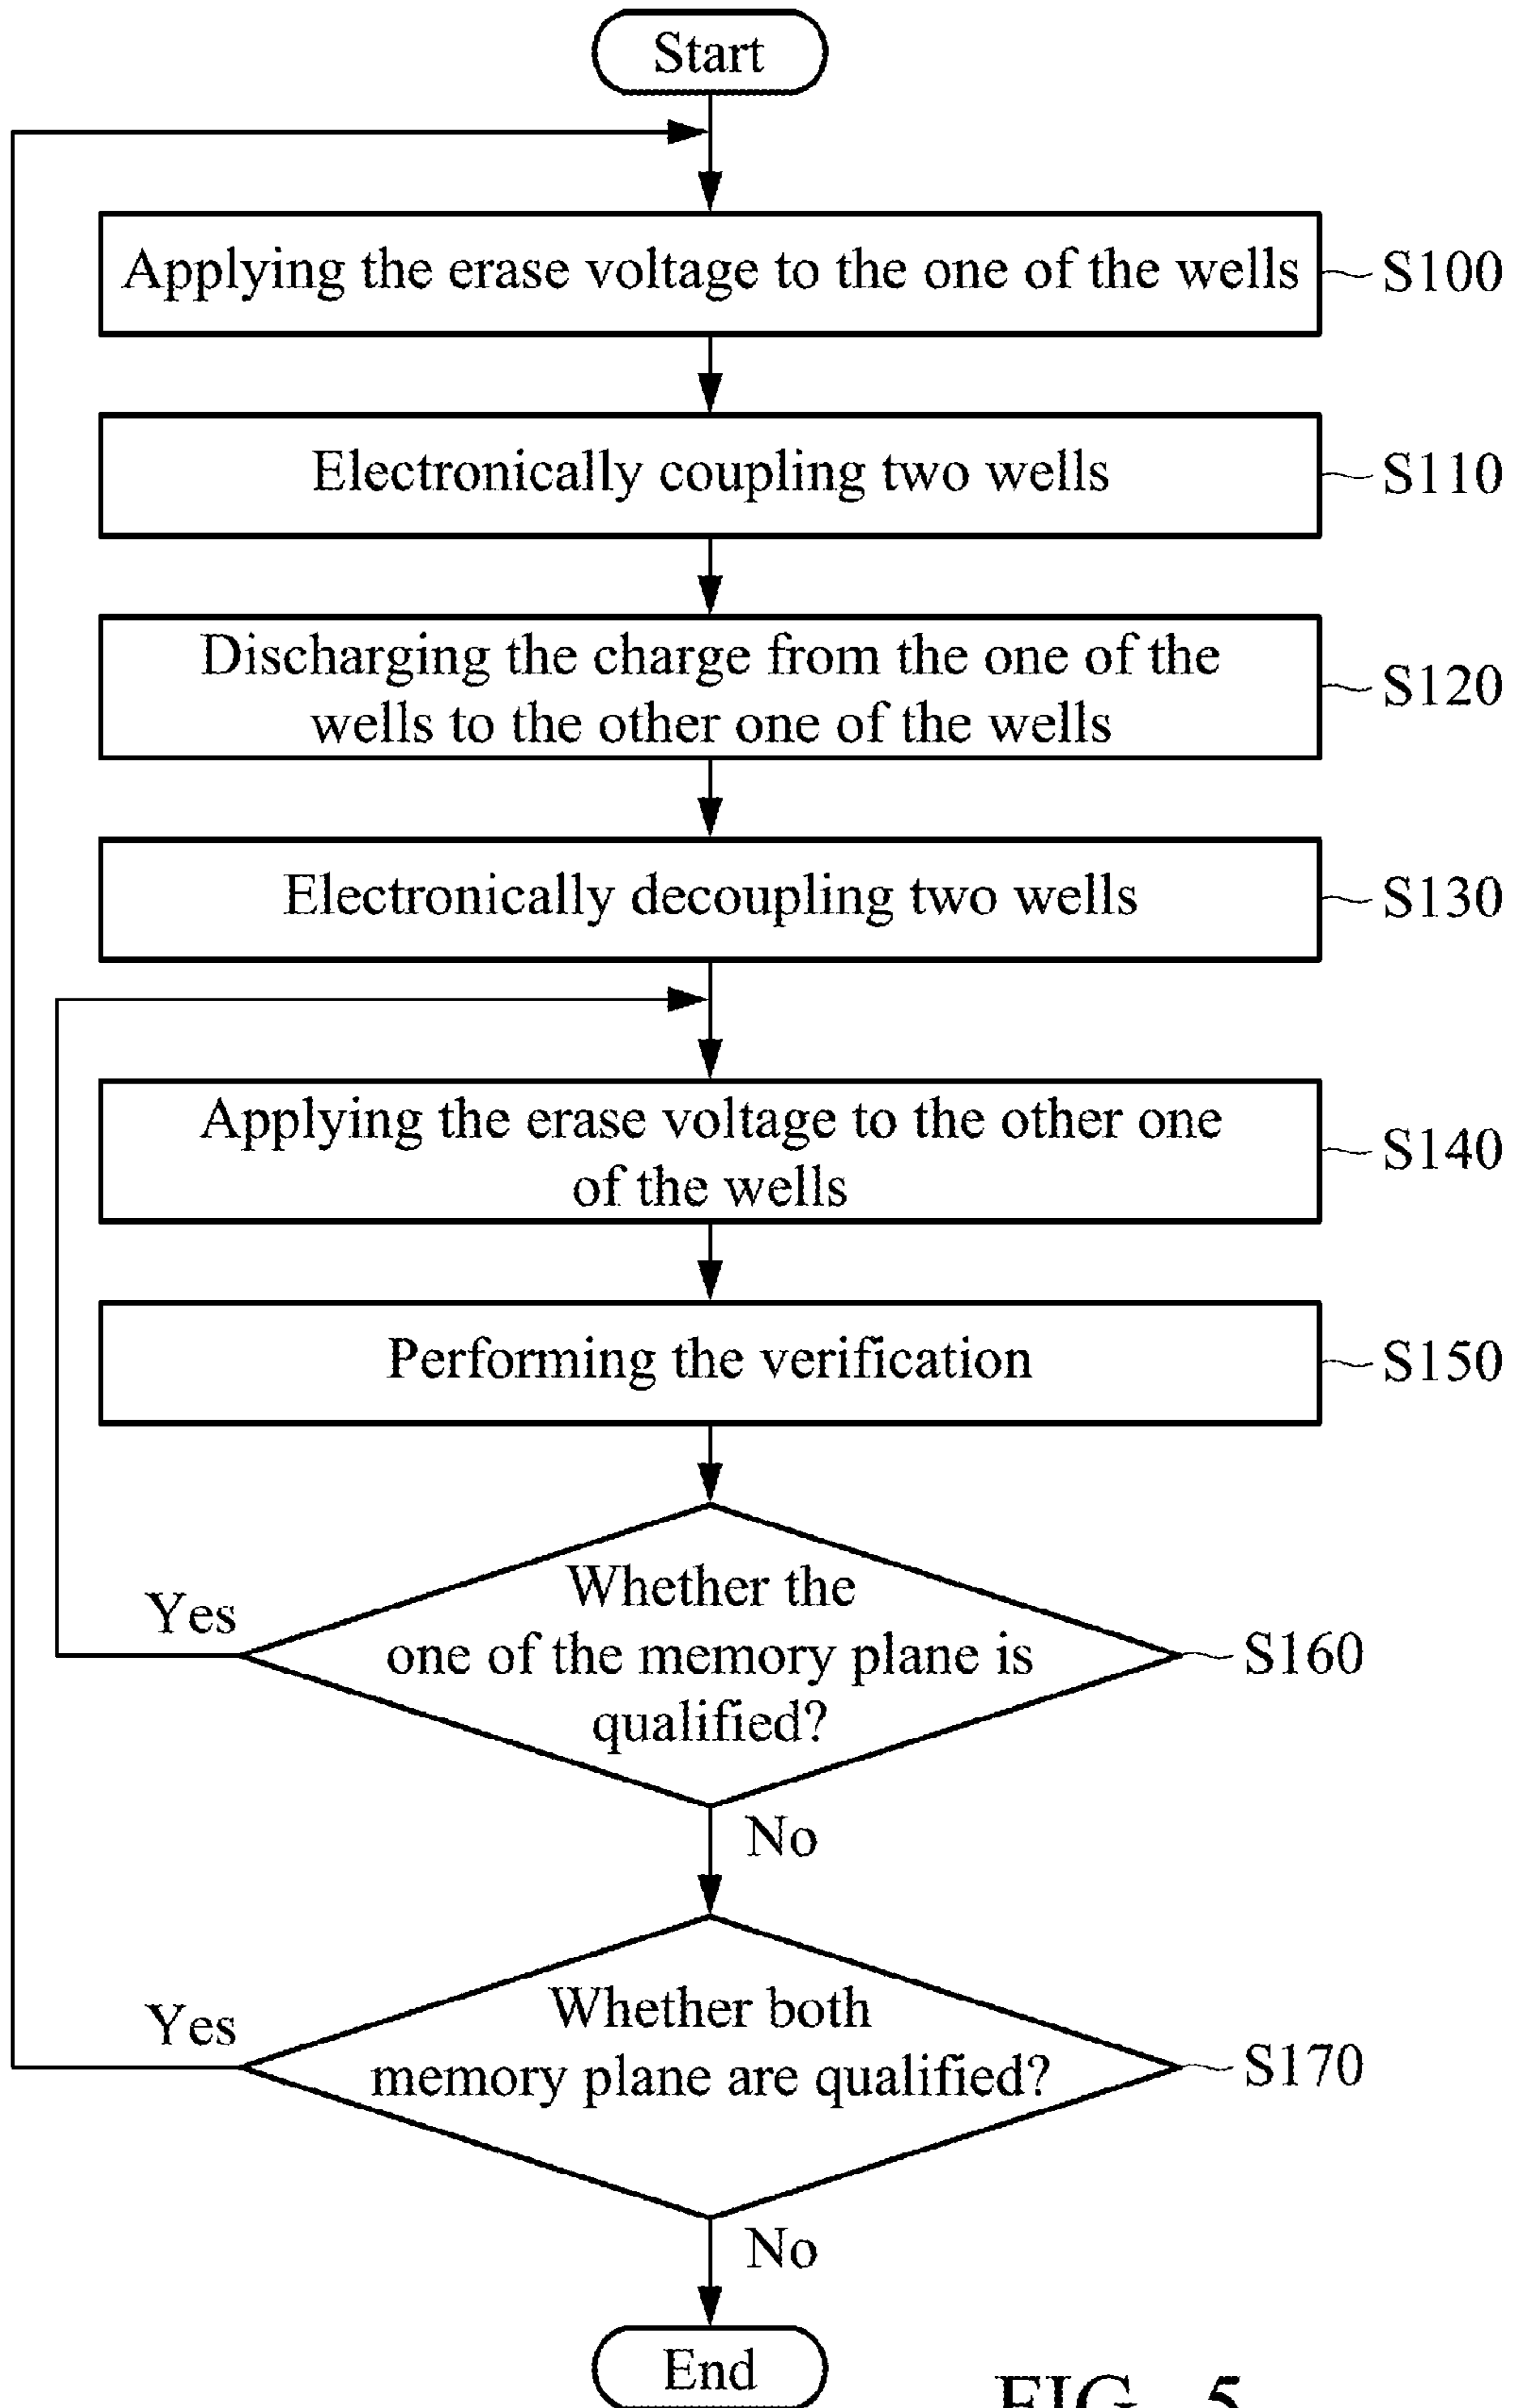 Start
Applying the erase voltage to the one of the wells
S100
Electronically coupling two wells
S110
Discharging the charge from the one of the
wells to the other one of the wells
S120
Electronically decoupling two wells
S130
Applying the erase voltage to the other one
of the wells
S140
Performing the verification
S150
Whether the
one of the memory plane is
qualified?
S160
Yes
No
Whether both
memory plane are qualified?
S170
Yes
No
End
FIG. 5